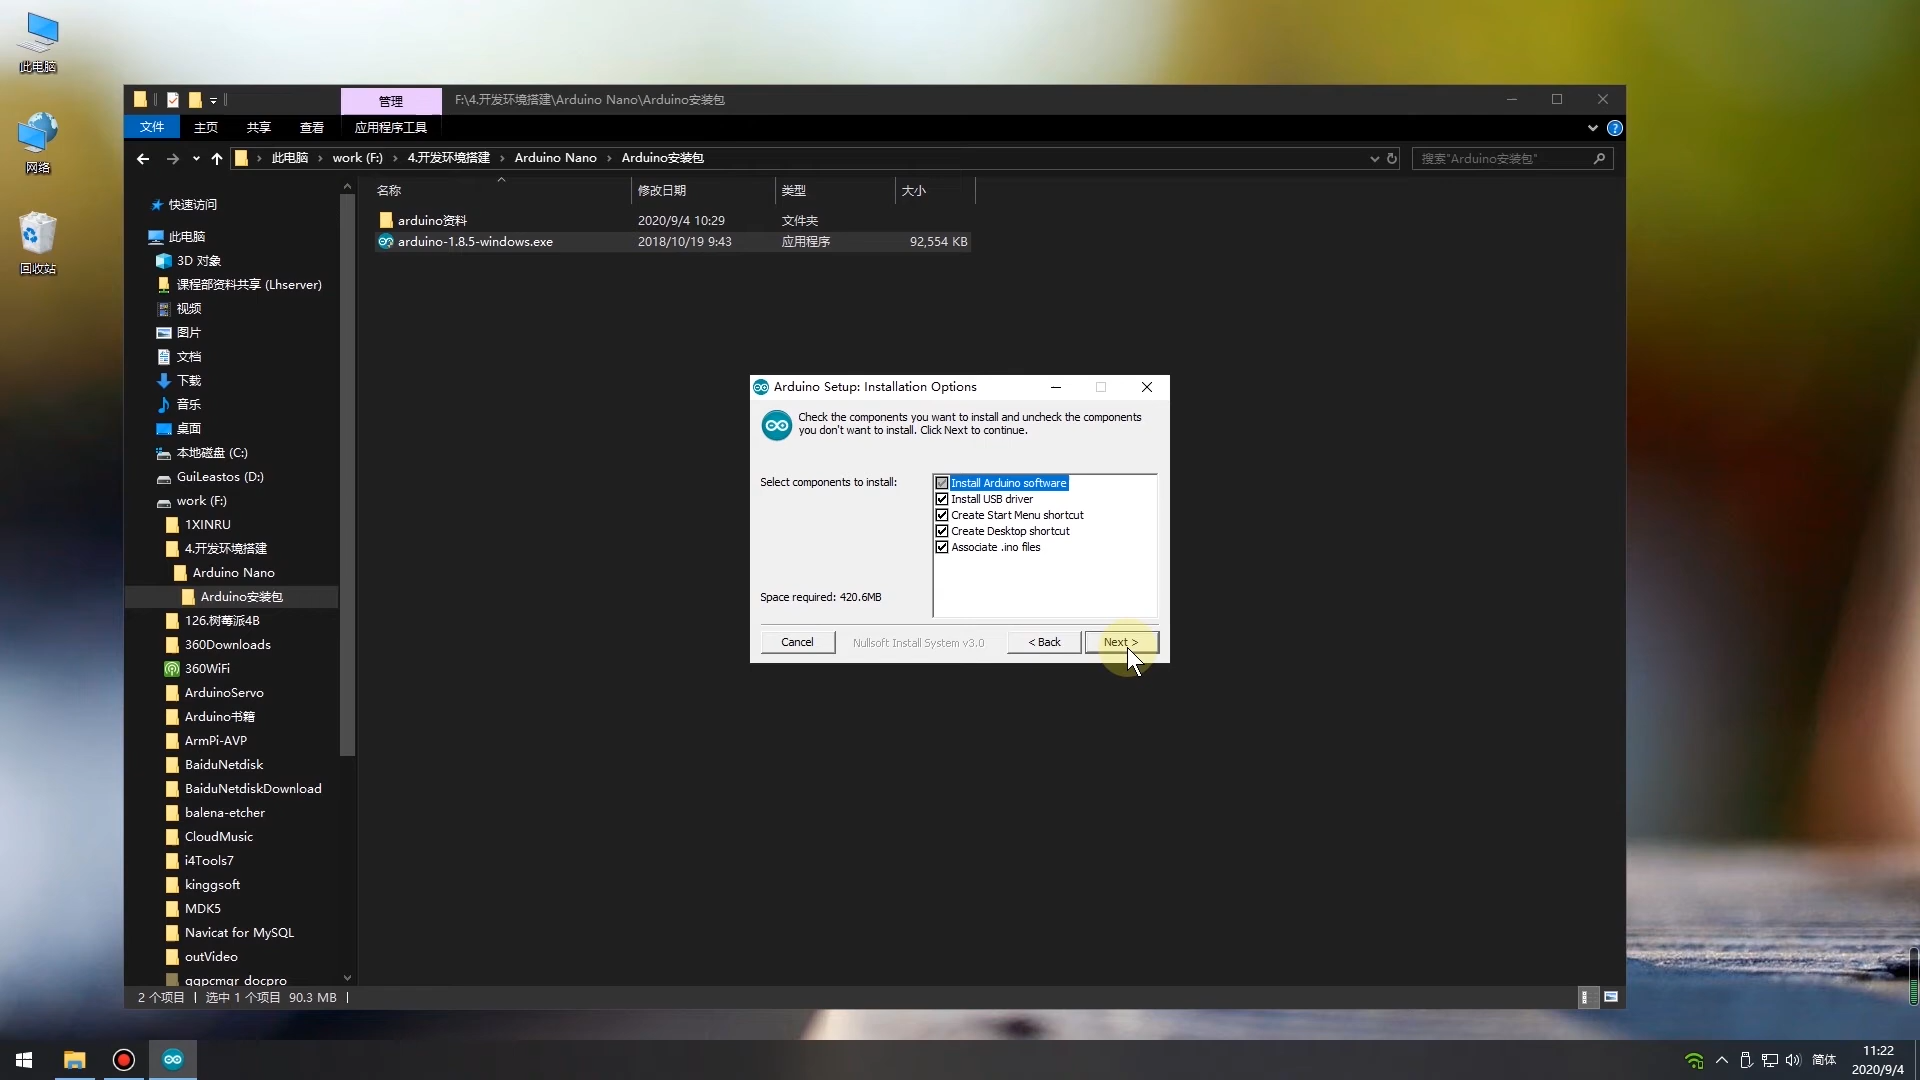 此电脑
网络
回收站
管理
F:\4.开发环境搭建\Arduino Nano\Arduino安装包
文件 主页 共享 查看 应用程序工具
此电脑 › work (F:) › 4.开发环境搭建 › Arduino Nano › Arduino安装包
搜索"Arduino安装包"
名称 修改日期 类型 大小
arduino资料 2020/9/4 10:29 文件夹
arduino-1.8.5-windows.exe 2018/10/19 9:43 应用程序 92,554 KB
快速访问
此电脑
3D 对象
课程部资料共享 (Lhserver)
视频
图片
文档
下载
音乐
桌面
本地磁盘 (C:)
GuiLeastos (D:)
work (F:)
1XINRU
4.开发环境搭建
Arduino Nano
Arduino安装包
126.树莓派4B
360Downloads
360WiFi
ArduinoServo
Arduino书籍
ArmPi-AVP
BaiduNetdisk
BaiduNetdiskDownload
balena-etcher
CloudMusic
i4Tools7
kinggsoft
MDK5
Navicat for MySQL
outVideo
qqpcmgr_docpro
2 个项目 选中 1 个项目 90.3 MB
Arduino Setup: Installation Options
Check the components you want to install and uncheck the components
you don't want to install. Click Next to continue.
Select components to install:
Install Arduino software
Install USB driver
Create Start Menu shortcut
Create Desktop shortcut
Associate .ino files
Space required: 420.6MB
Cancel Nullsoft Install System v3.0 < Back Next >
简体
11:22
2020/9/4